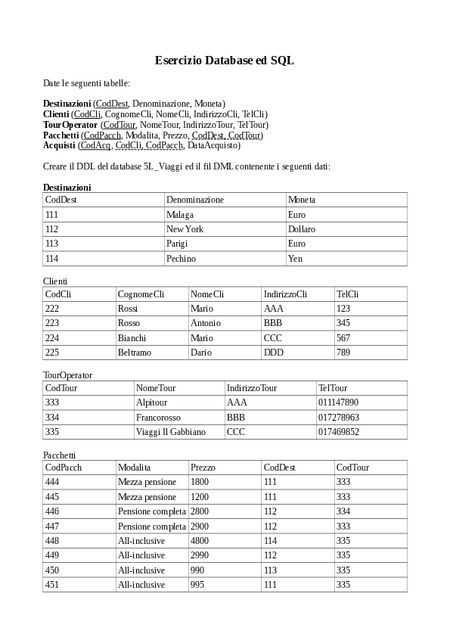 Esercizio Database ed SQL
Date le seguenti tabelle:
Destinazioni (CodDest, Denominazione, Moneta)
Clienti (CodCli, CognomeCli, NomeCli, IndirizzoCli, TelCli)
TourOperator (CodTour, NomeTour, IndirizzoTour, TelTour)
Pacchetti (CodPacch, Modalita, Prezzo, CodDest, CodTour)
Acquisti (CodAcq, CodCli, CodPacch, DataAcquisto)
Creare il DDL del database 5L_Viaggi ed il fil DML contenente i seguenti dati:
Destinazioni
CodDest Denominazione Moneta
111 Malaga Euro
112 New York Dollaro
113 Parigi Euro
114 Pechino Yen
Clienti
CodCli CognomeCli NomeCli IndirizzoCli TelCli
222 Rossi Mario AAA 123
223 Rosso Antonio BBB 345
224 Bianchi Mario CCC 567
225 Beltramo Dario DDD 789
TourOperator
CodTour NomeTour IndirizzoTour TelTour
333 Alpitour AAA 011147890
334 Francorosso BBB 017278963
335 Viaggi Il Gabbiano CCC 017469852
Pacchetti
CodPacch Modalita Prezzo CodDest CodTour
444 Mezza pensione 1800 111 333
445 Mezza pensione 1200 111 333
446 Pensione completa 2800 112 334
447 Pensione completa 2900 112 333
448 All-inclusive 4800 114 335
449 All-inclusive 2990 112 335
450 All-inclusive 990 113 335
451 All-inclusive 995 111 335